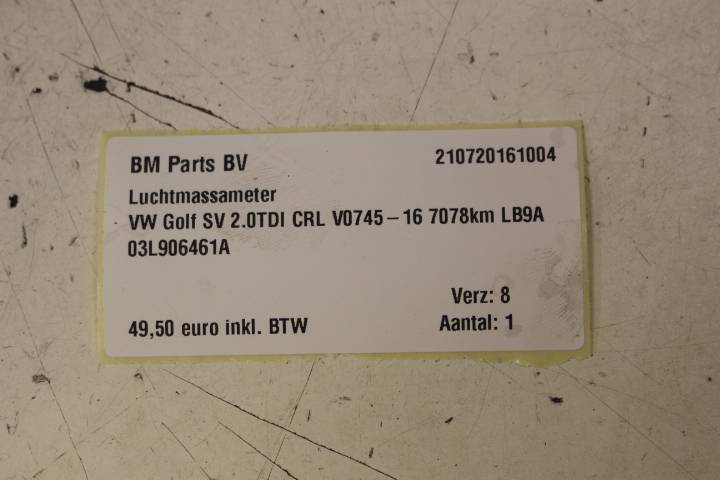 BM Parts BV 210720161004
Luchtmassameter
VW Golf SV 2.0TDI CRL V0745 – 16 7078km LB9A
03L906461A
Verz: 8
49,50 euro inkl. BTW Aantal: 1